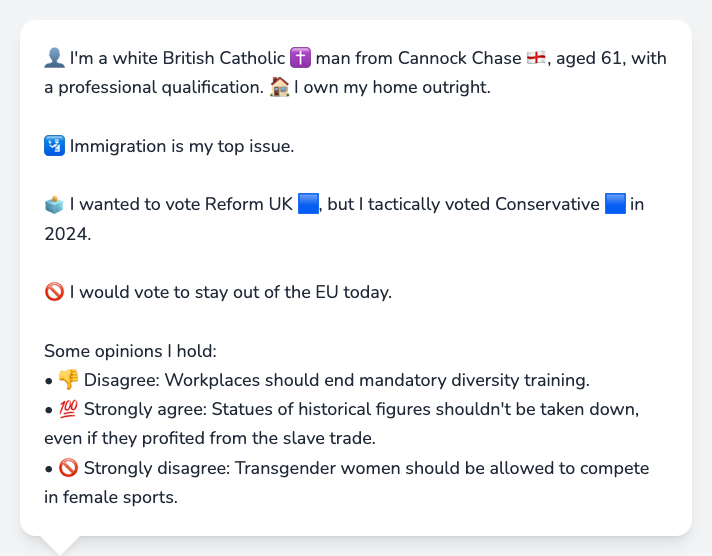 👤 I'm a white British Catholic ✝️ man from Cannock Chase 🏴󠁧󠁢󠁥󠁮󠁧󠁿, aged 61, with
a professional qualification. 🏠 I own my home outright.
🛂 Immigration is my top issue.
🗳️ I wanted to vote Reform UK 🟦, but I tactically voted Conservative 🟦 in
2024.
🚫 I would vote to stay out of the EU today.
Some opinions I hold:
• 👎 Disagree: Workplaces should end mandatory diversity training.
• 💯 Strongly agree: Statues of historical figures shouldn't be taken down,
even if they profited from the slave trade.
• 🚫 Strongly disagree: Transgender women should be allowed to compete
in female sports.